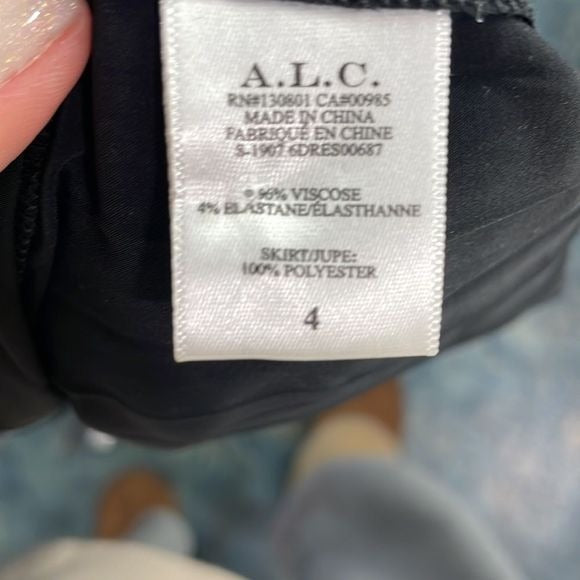 A.L.C.
RN#130801 CA#00985
MADE IN CHINA
FABRIQUÉ EN CHINE
S-1907 6DRES00687
96% VISCOSE
4% ELASTANE/ÉLASTHANNE
SKIRT/JUPE:
100% POLYESTER
4